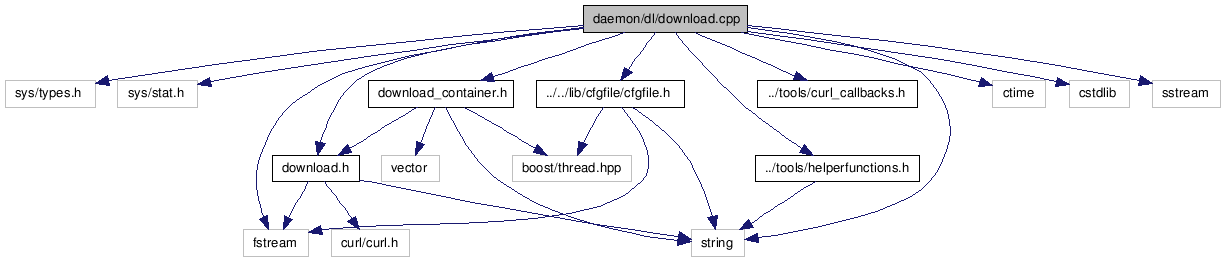 daemon/dl/download.cpp
sys/types.h
sys/stat.h
download_container.h
../../lib/cfgfile/cfgfile.h
../tools/curl_callbacks.h
ctime
cstdlib
sstream
download.h
vector
boost/thread.hpp
../tools/helperfunctions.h
fstream
curl/curl.h
string